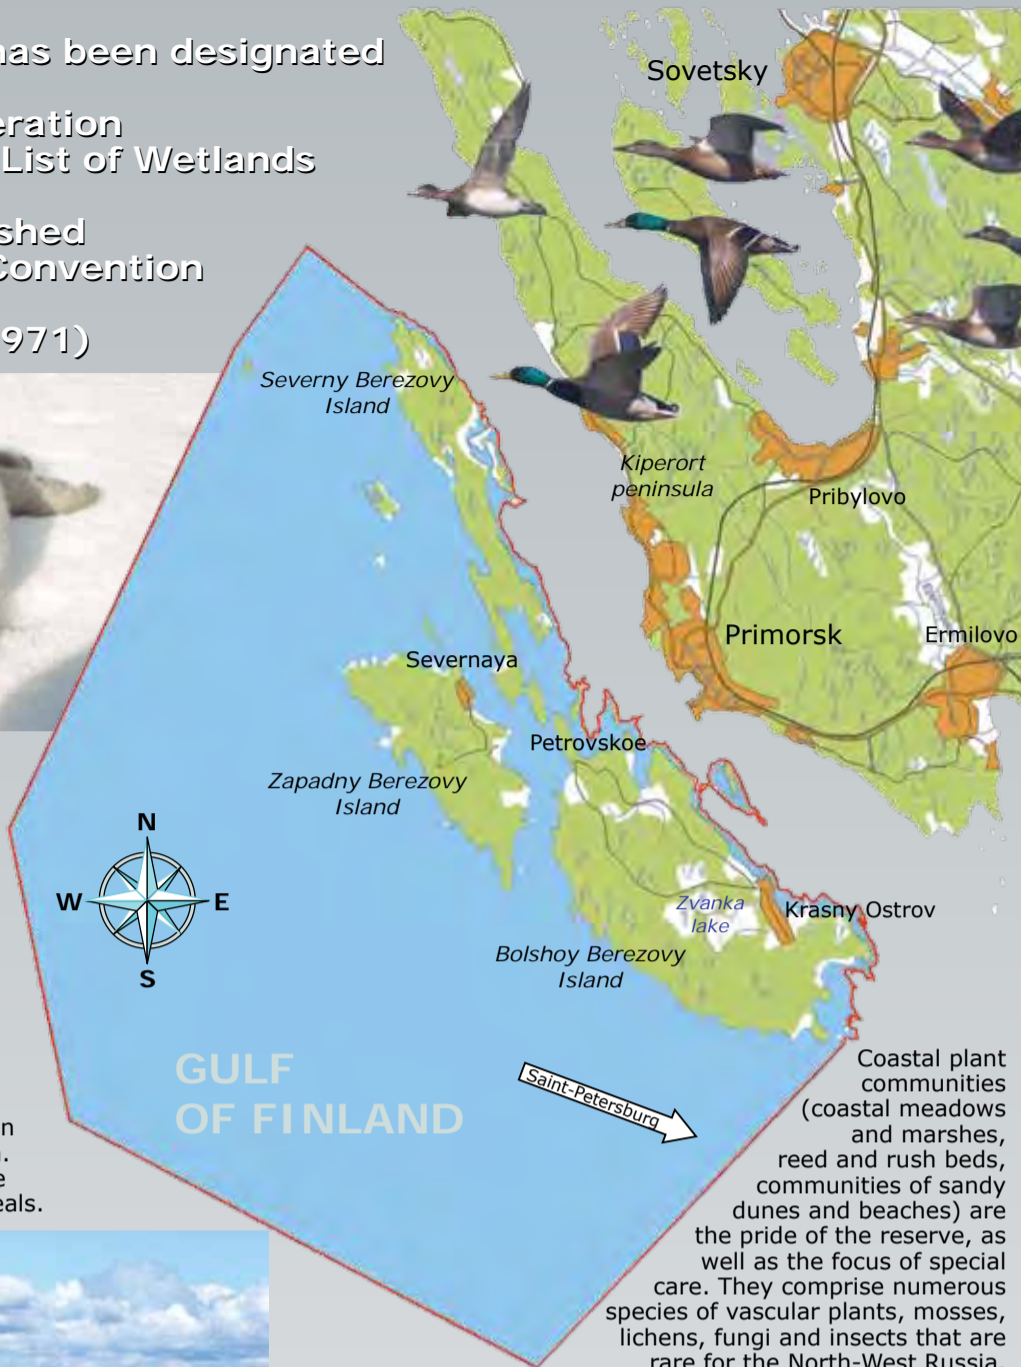 has been designated
eration
List of Wetlands
shed
Convention
971)
Sovetsky
Severny Berezovy
Island
Kiperort
peninsula
Pribylovo
Primorsk
Ermilovo
Severnaya
Petrovskoe
Zapadny Berezovy
Island
N
W
E
S
Zvanka
lake
Krasny Ostrov
Bolshoy Berezovy
Island
GULF
OF FINLAND
Saint-Petersburg
n
.
e
eals.
Coastal plant
communities
(coastal meadows
and marshes,
reed and rush beds,
communities of sandy
dunes and beaches) are
the pride of the reserve, as
well as the focus of special
care. They comprise numerous
species of vascular plants, mosses,
lichens, fungi and insects that are
rare for the North-West Russia.